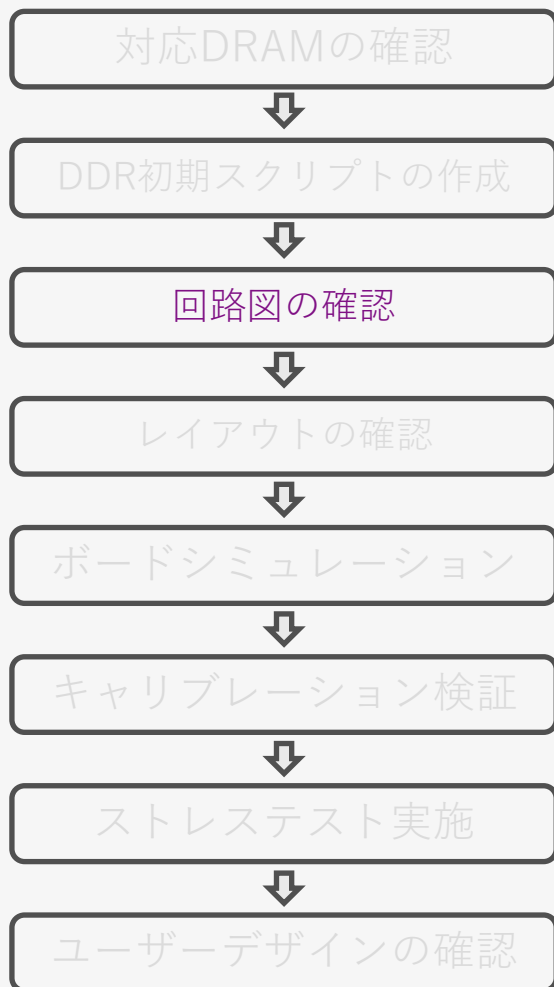 対応DRAMの確認
DDR初期スクリプトの作成
回路図の確認
レイアウトの確認
ボードシミュレーション
キャリブレーション検証
ストレステスト実施
ユーザーデザインの確認